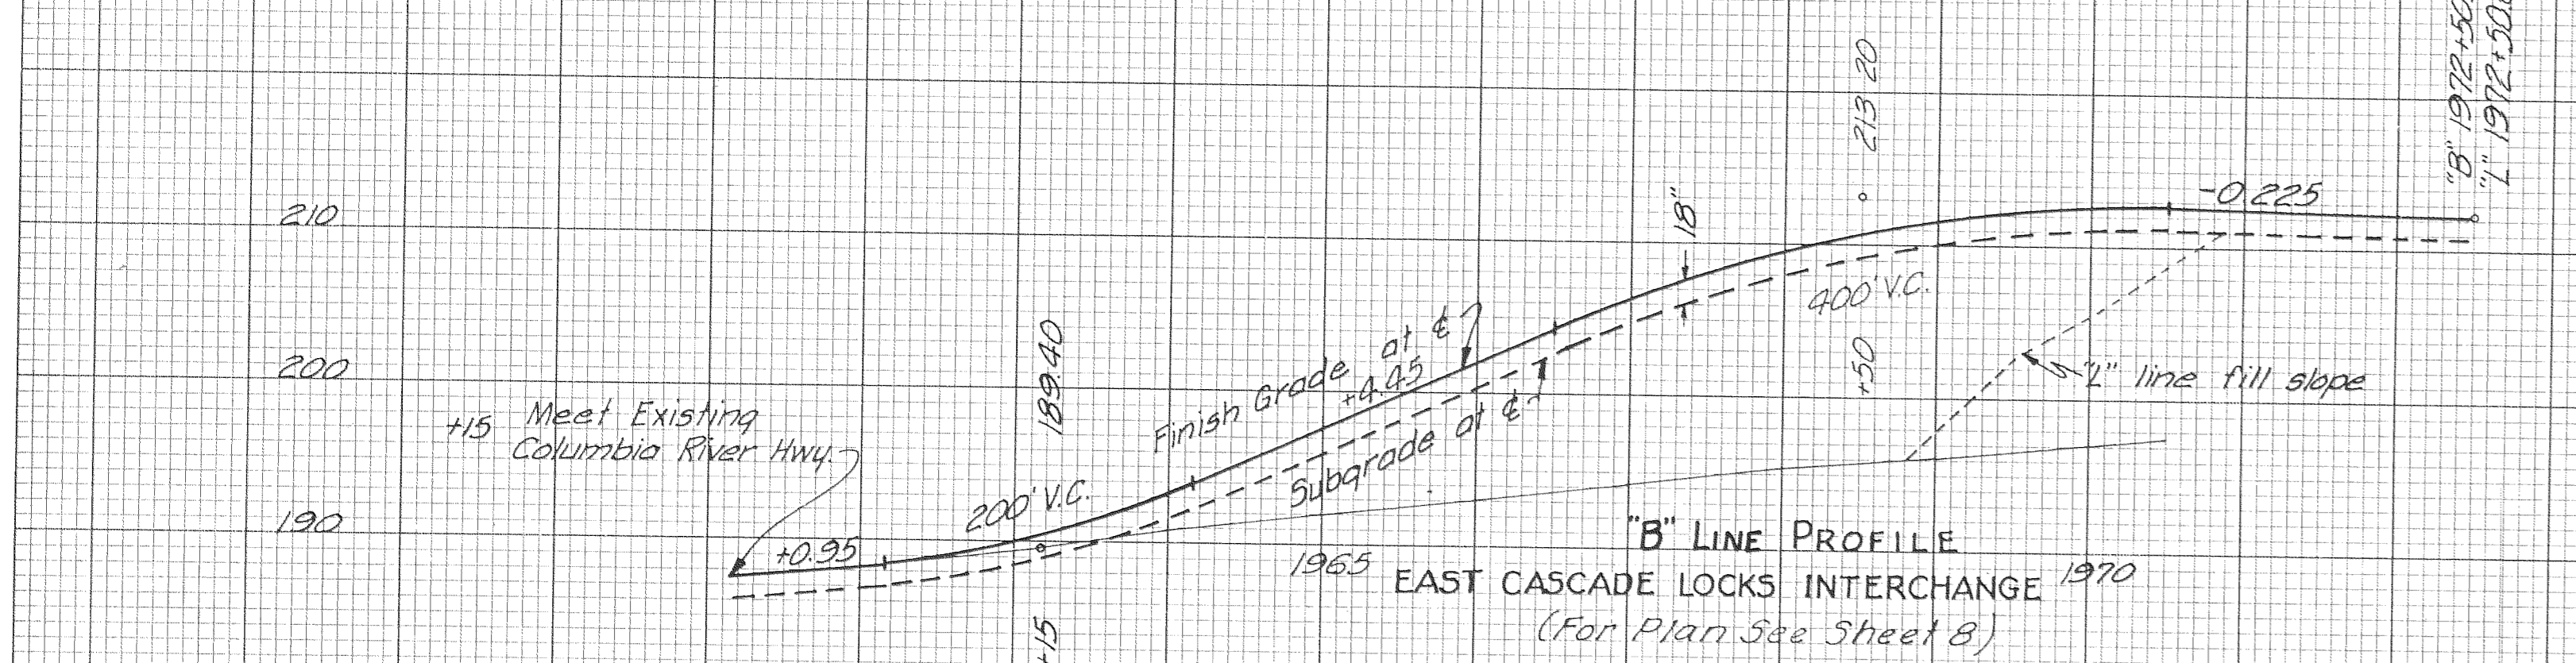 "B" 1972+50.
"L" 1972+50.
213 20
-0.225
210
18"
400' V.C.
+50
"L" line fill slope
200
189.40
Finish Grade at ℄
+4.45
Subgrade at ℄
+15 Meet Existing
Columbia River Hwy.
200' V.C.
190
+0.95
+15
1965
1970
"B" LINE PROFILE
EAST CASCADE LOCKS INTERCHANGE
(For Plan See Sheet 8)